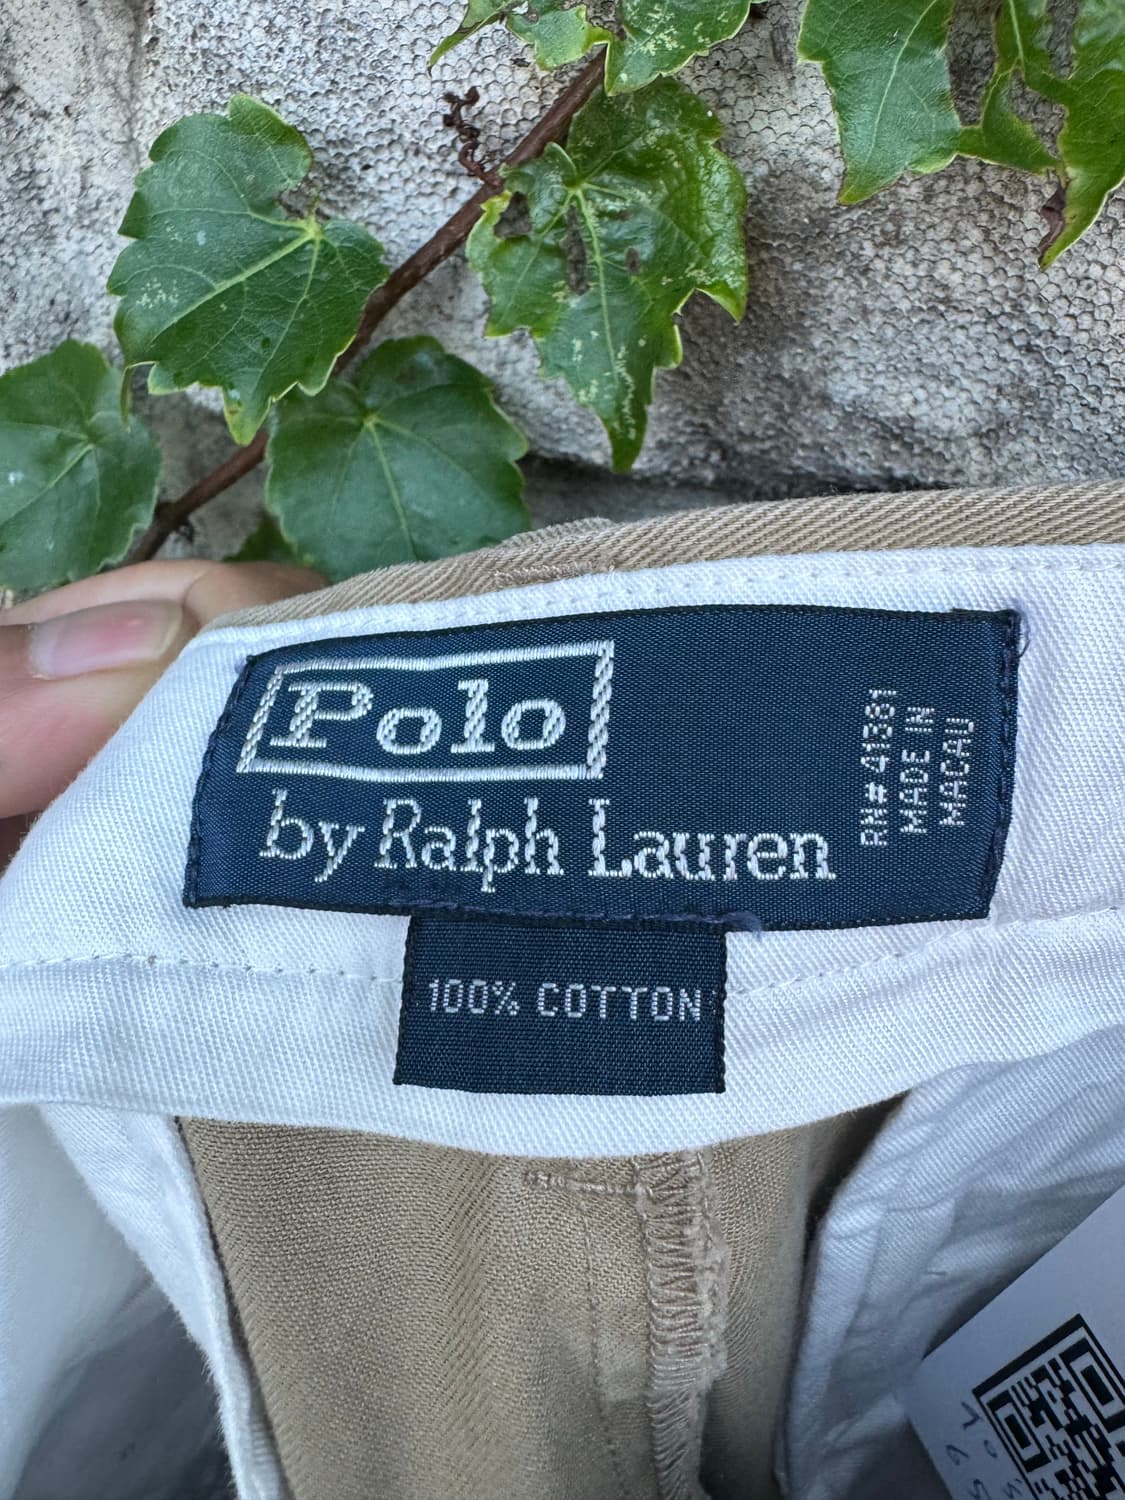 Polo
by Ralph Lauren
RN# 41381
MADE IN
MACAU
100% COTTON